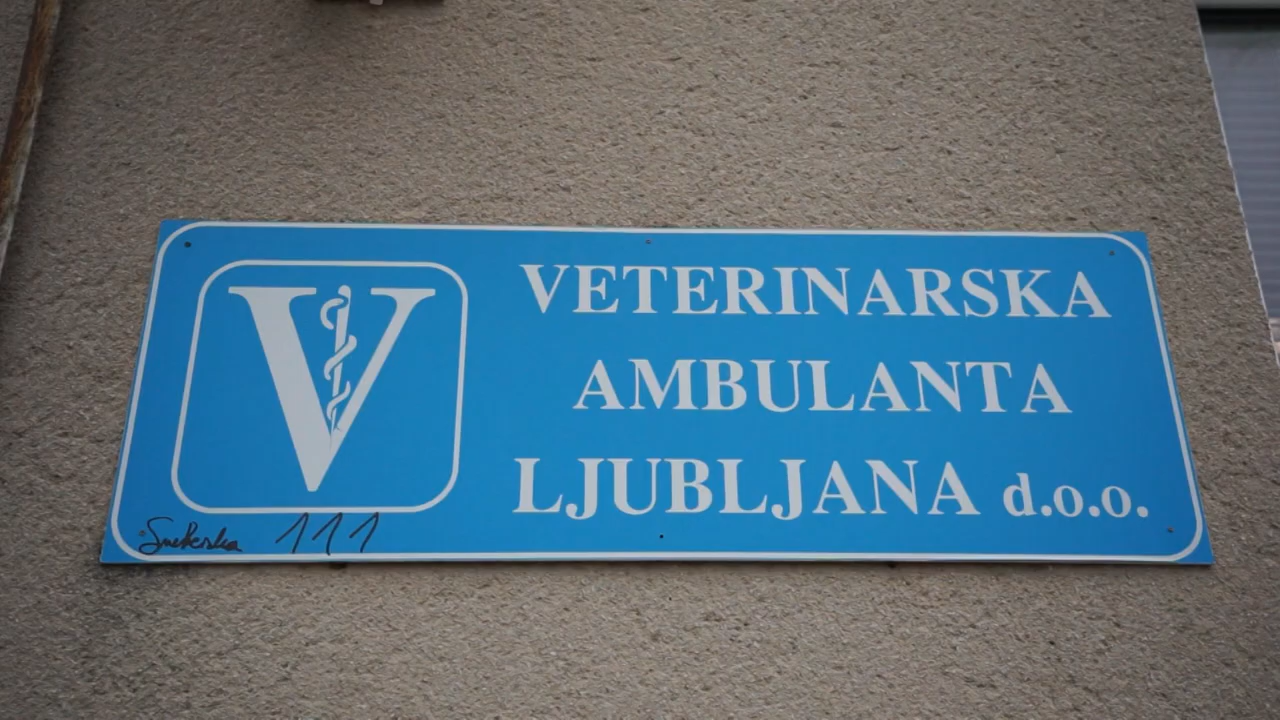 V
VETERINARSKA
AMBULANTA
LJUBLJANA d.o.o.
111